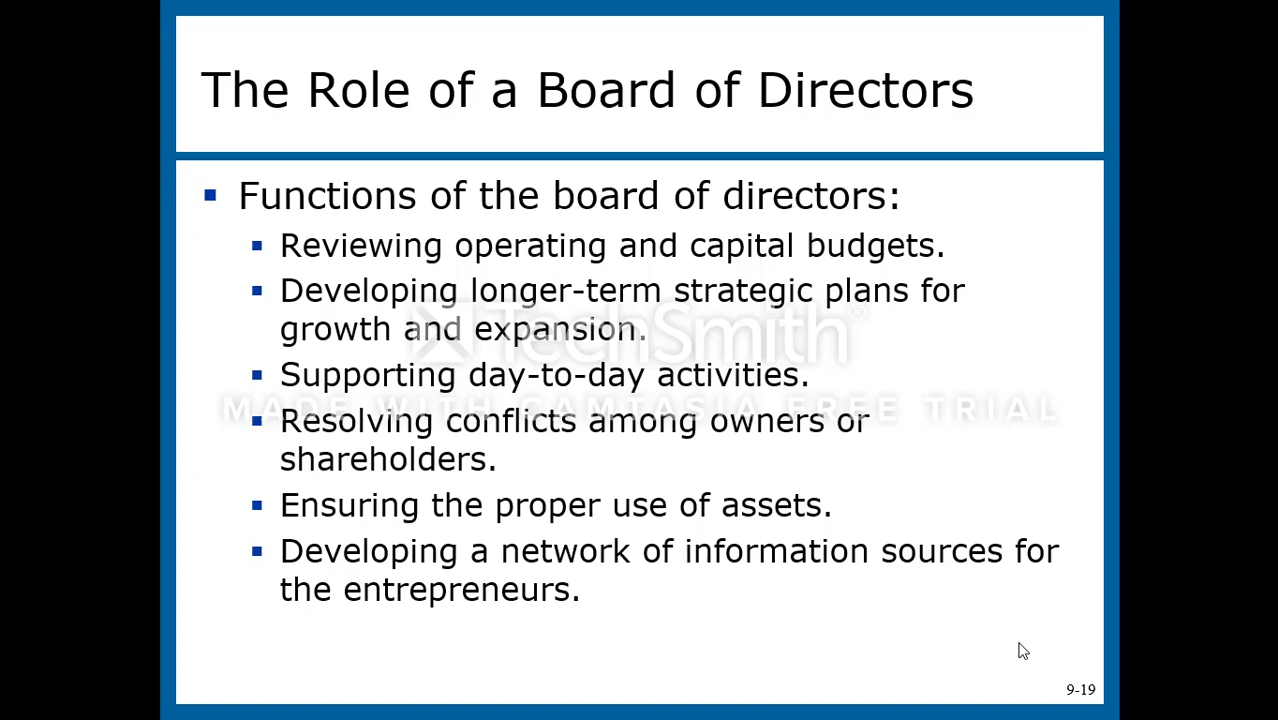 The Role of a Board of Directors
Functions of the board of directors:
Reviewing operating and capital budgets.
Developing longer-term strategic plans for
growth and expansion.
TechSmith
Supporting day-to-day activities.
MADE WITH CAMTASIA FREE TRIAL
Resolving conflicts among owners or
shareholders.
Ensuring the proper use of assets.
Developing a network of information sources for
the entrepreneurs.
9-19